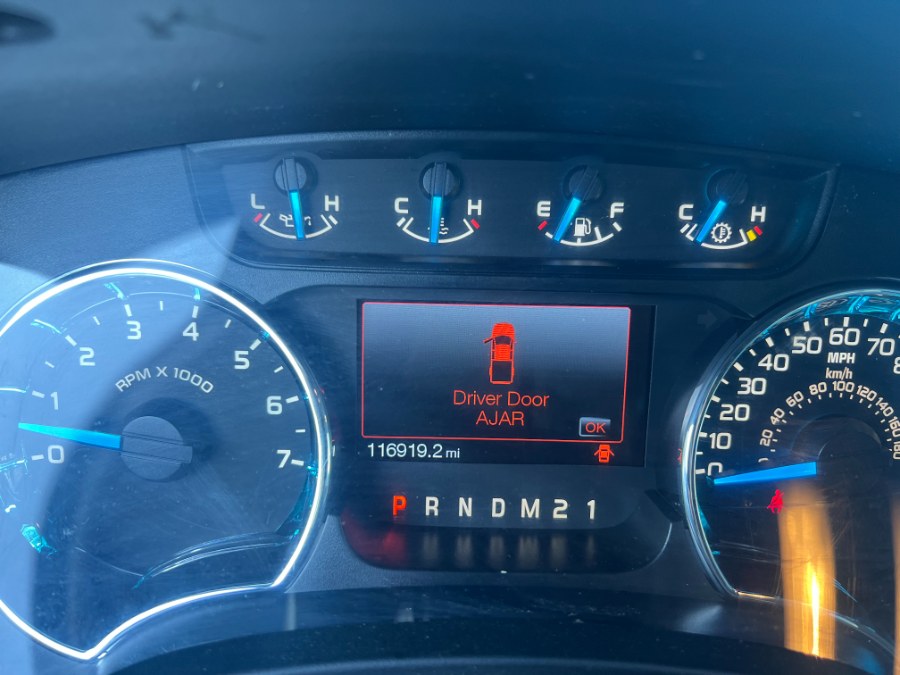 L H
C H
E F
C H
0 1 2 3 4 5 6 7
RPM X 1000
Driver Door
AJAR
OK
116919.2 mi
P R N D M 2 1
0 10 20 30 40 50 60 70
MPH
km/h
20 40 60 80 100 120 140 160